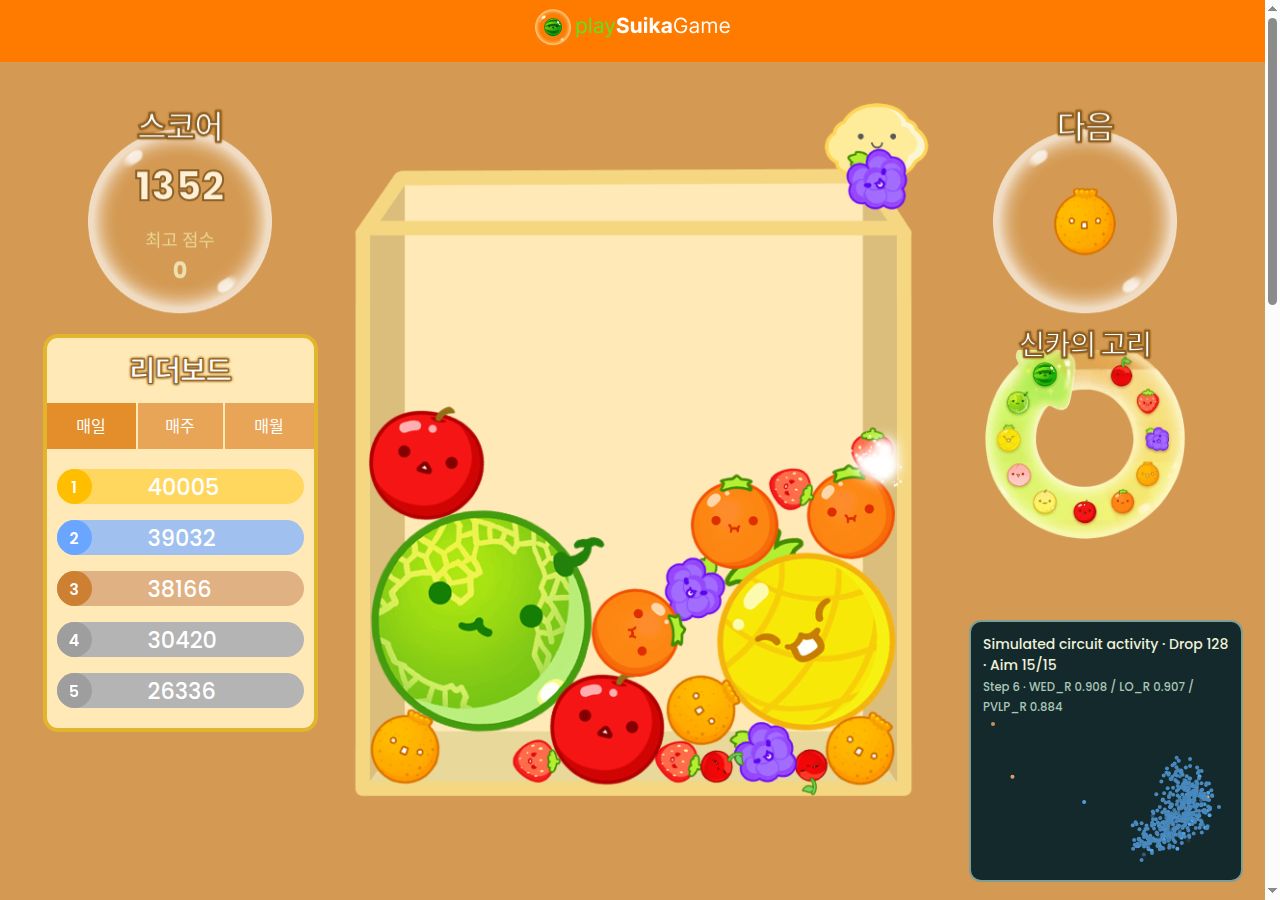 playSuikaGame
스코어
1352
최고 점수
0
리더보드
매일 매주 매월
1 40005
2 39032
3 38166
4 30420
5 26336
다음
신카의 고리
Simulated circuit activity · Drop 128
· Aim 15/15
Step 6 · WED_R 0.908 / LO_R 0.907 /
PVLP_R 0.884